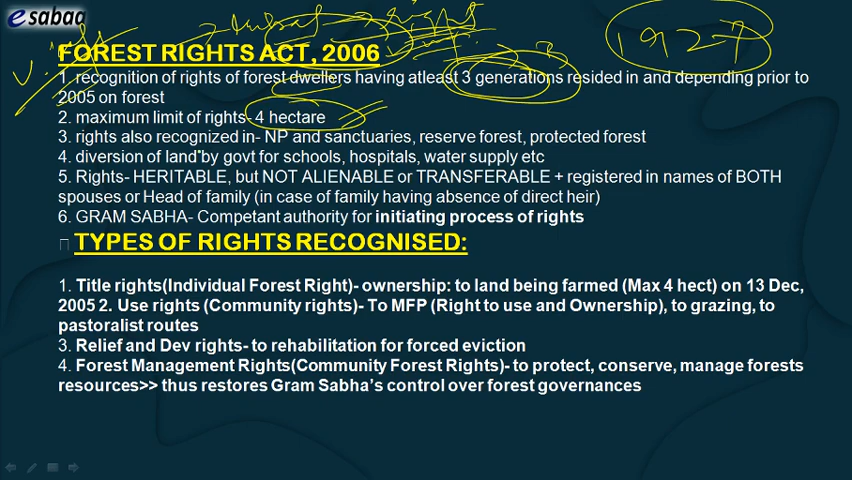 esabaq
tribal right
1927
v. imp
FOREST RIGHTS ACT, 2006
1. recognition of rights of forest dwellers having atleast 3 generations resided in and depending prior to
2005 on forest
2. maximum limit of rights- 4 hectare
3. rights also recognized in- NP and sanctuaries, reserve forest, protected forest
4. diversion of land by govt for schools, hospitals, water supply etc
5. Rights- HERITABLE, but NOT ALIENABLE or TRANSFERABLE + registered in names of BOTH
spouses or Head of family (in case of family having absence of direct heir)
6. GRAM SABHA- Competant authority for initiating process of rights
TYPES OF RIGHTS RECOGNISED:
1. Title rights(Individual Forest Right)- ownership: to land being farmed (Max 4 hect) on 13 Dec,
2005 2. Use rights (Community rights)- To MFP (Right to use and Ownership), to grazing, to
pastoralist routes
3. Relief and Dev rights- to rehabilitation for forced eviction
4. Forest Management Rights(Community Forest Rights)- to protect, conserve, manage forests
resources>> thus restores Gram Sabha's control over forest governances